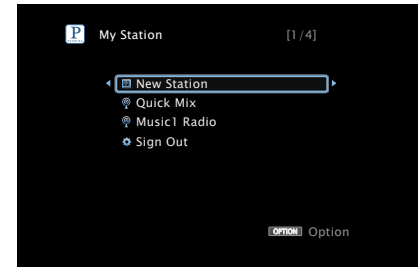 P
My Station [1/4]
New Station
Quick Mix
Music1 Radio
Sign Out
OPTION Option